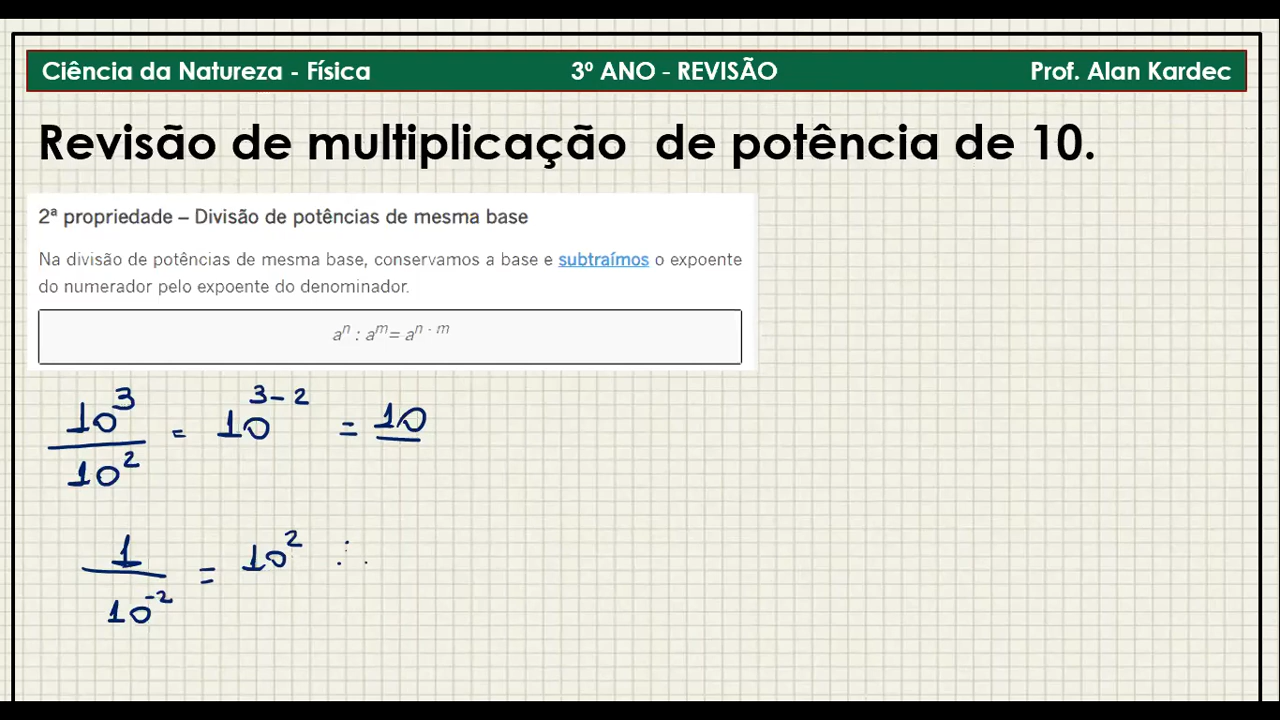 Ciência da Natureza - Física 3º ANO - REVISÃO Prof. Alan Kardec
Revisão de multiplicação de potência de 10.
2ª propriedade – Divisão de potências de mesma base
Na divisão de potências de mesma base, conservamos a base e subtraímos o expoente
do numerador pelo expoente do denominador.
aⁿ : aᵐ = aⁿ ⁻ ᵐ
10³/10² = 10³⁻² = 10
1/10⁻² = 10² ∴